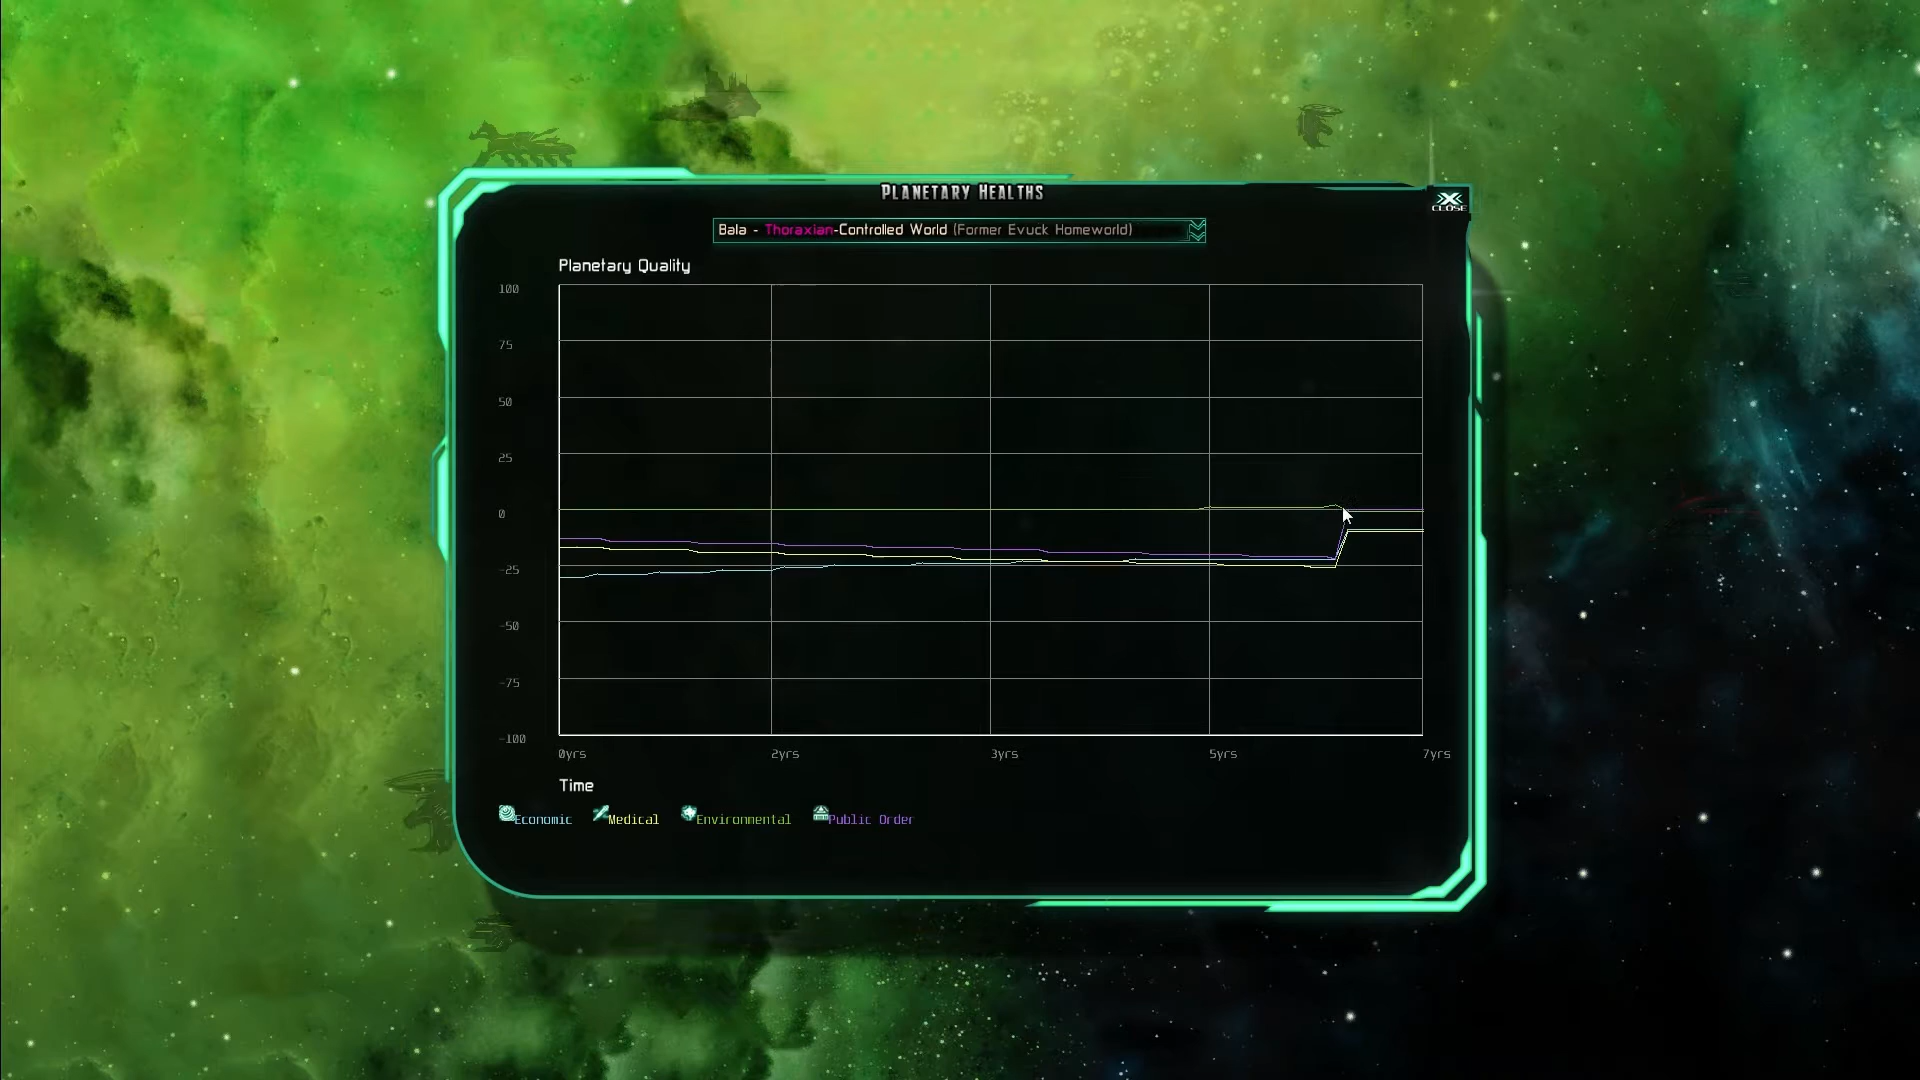 Planetary Healths
CLOSE
Bala - Thoraxian-Controlled World (Former Evuck Homeworld)
Planetary Quality
100
75
50
25
0
-25
-50
-75
-100
0yrs 2yrs 3yrs 5yrs 7yrs
Time
Economic Medical Environmental Public Order